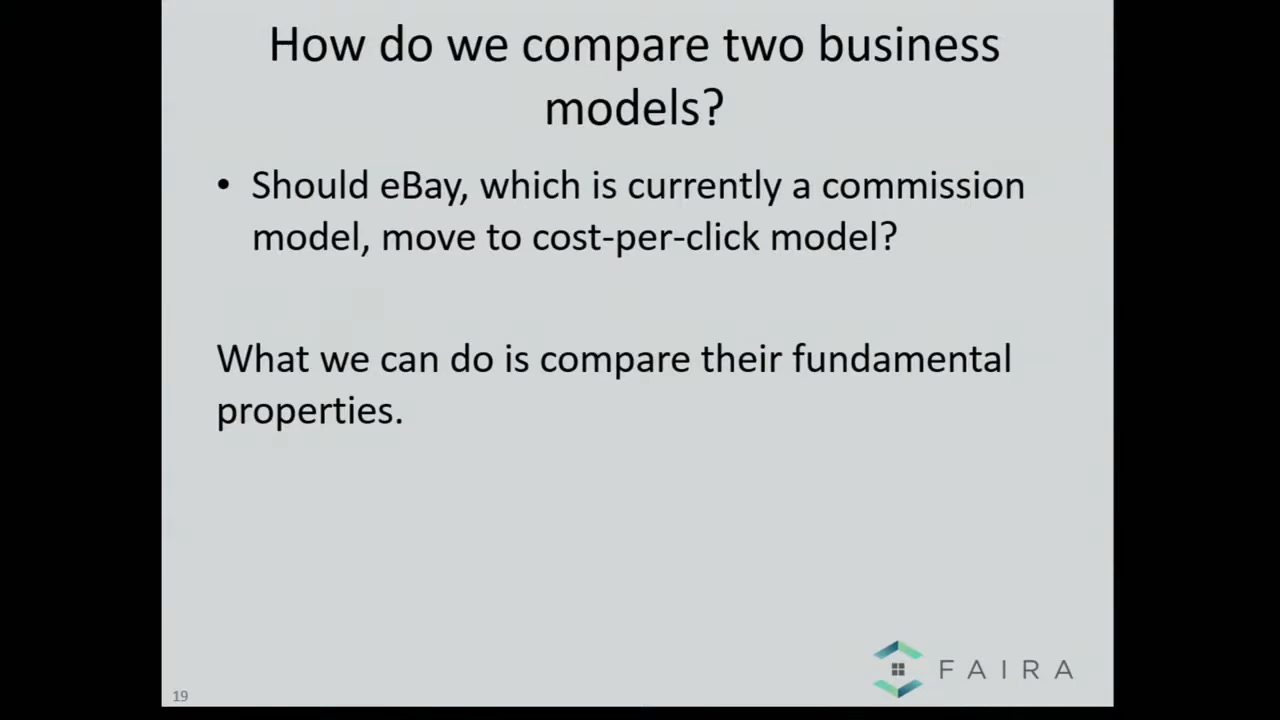 How do we compare two business
models?
• Should eBay, which is currently a commission
model, move to cost-per-click model?
What we can do is compare their fundamental
properties.
FAIRA
19